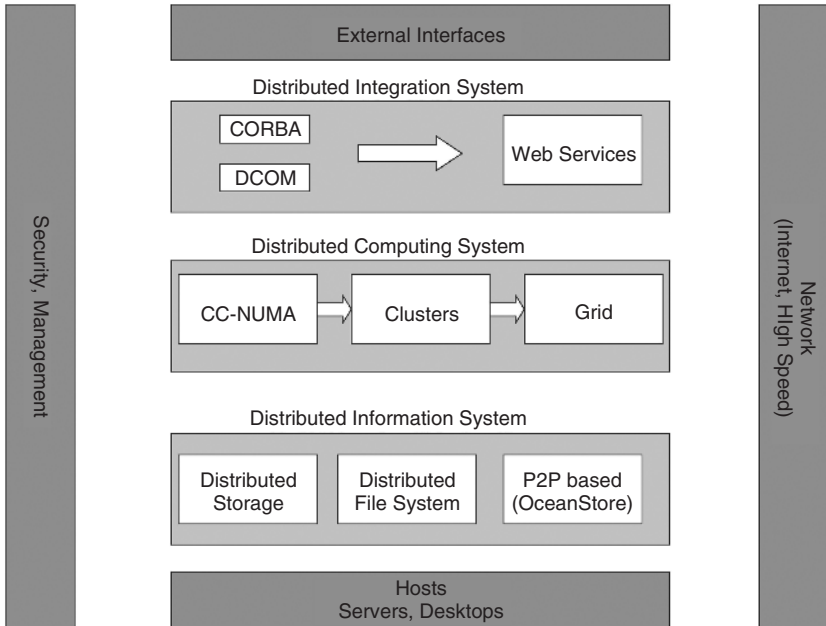 External Interfaces
Distributed Integration System
CORBA
DCOM
Web Services
Distributed Computing System
CC-NUMA
Clusters
Grid
Distributed Information System
Distributed
Storage
Distributed
File System
P2P based
(OceanStore)
Hosts
Servers, Desktops
Security, Management
Network
(Internet, HIgh Speed)